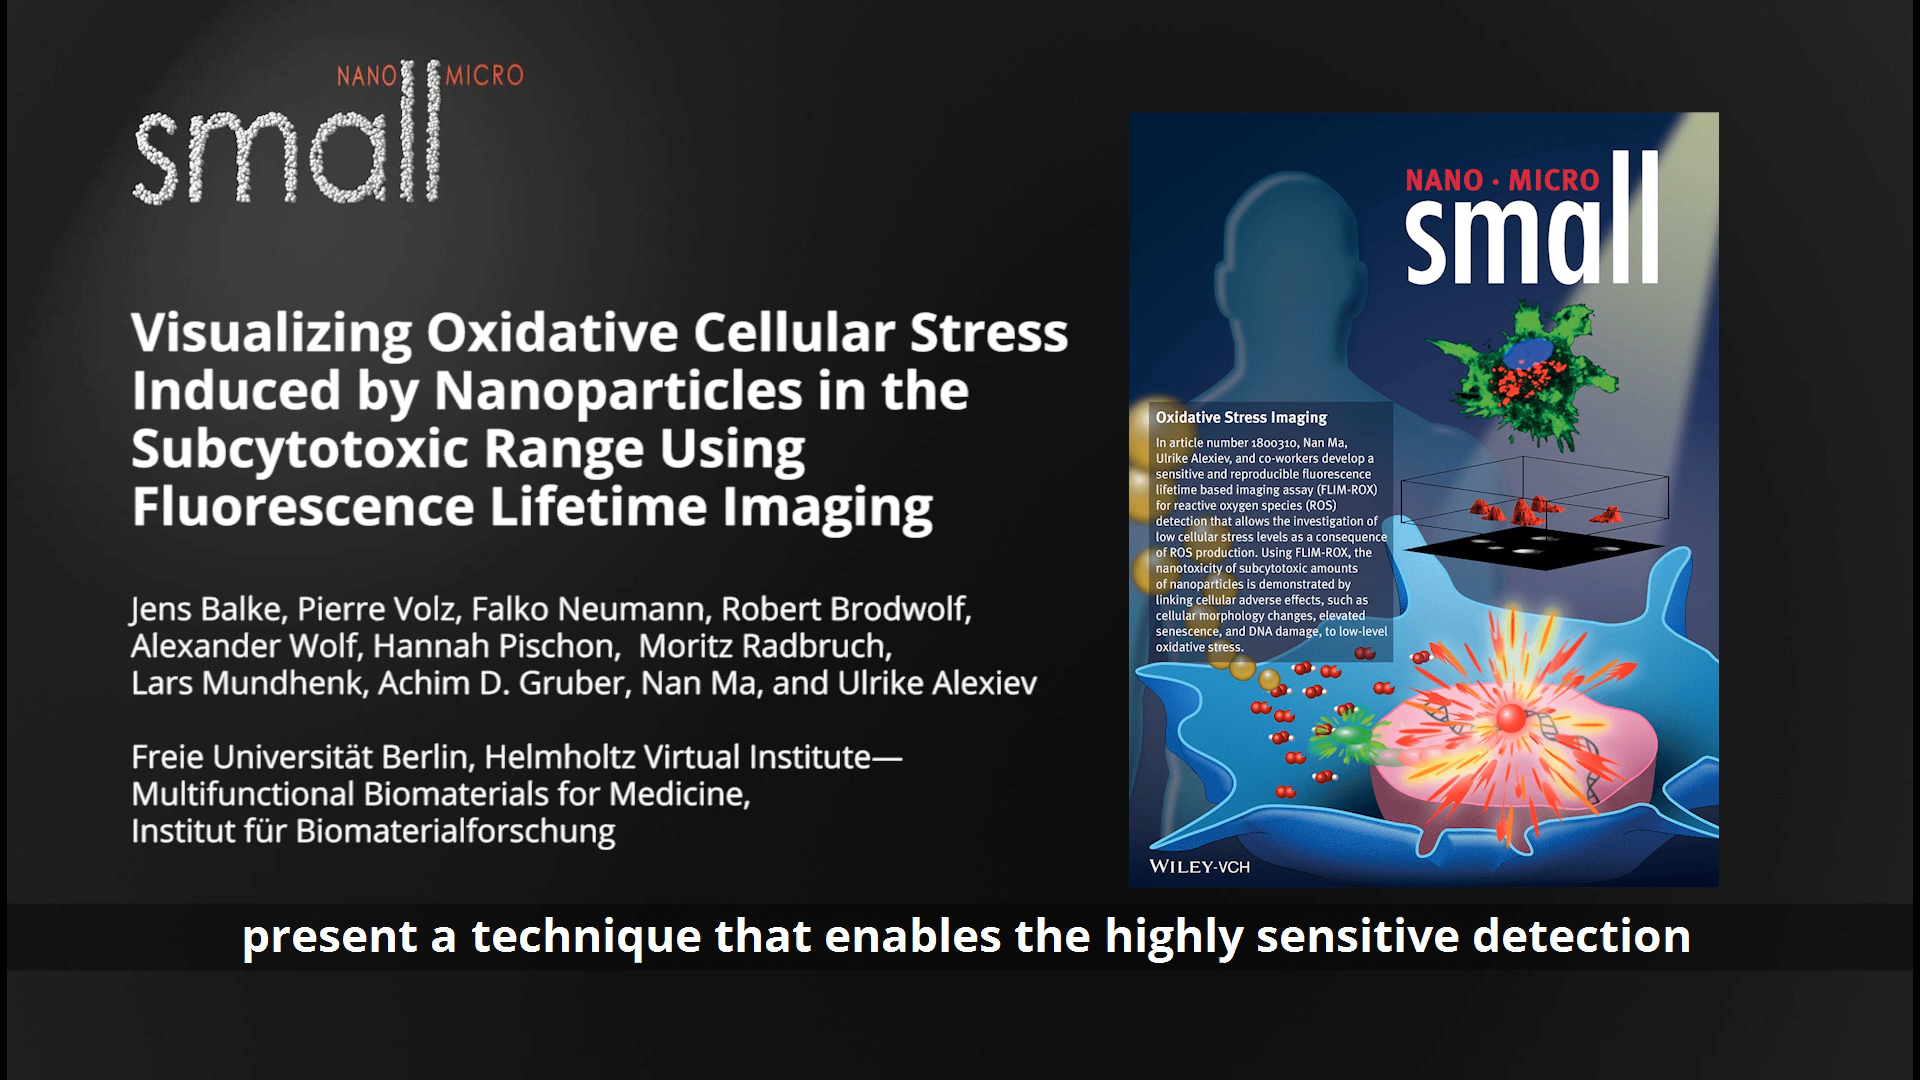 NANO MICRO
small
Visualizing Oxidative Cellular Stress
Induced by Nanoparticles in the
Subcytotoxic Range Using
Fluorescence Lifetime Imaging
Jens Balke, Pierre Volz, Falko Neumann, Robert Brodwolf,
Alexander Wolf, Hannah Pischon, Moritz Radbruch,
Lars Mundhenk, Achim D. Gruber, Nan Ma, and Ulrike Alexiev
Freie Universität Berlin, Helmholtz Virtual Institute—
Multifunctional Biomaterials for Medicine,
Institut für Biomaterialforschung
NANO · MICRO
small
Oxidative Stress Imaging
In article number 1800310, Nan Ma,
Ulrike Alexiev, and co-workers develop a
sensitive and reproducible fluorescence
lifetime based imaging assay (FLIM-ROX)
for reactive oxygen species (ROS)
detection that allows the investigation of
low cellular stress levels as a consequence
of ROS production. Using FLIM-ROX, the
nanotoxicity of subcytotoxic amounts
of nanoparticles is demonstrated by
linking cellular adverse effects, such as
cellular morphology changes, elevated
senescence, and DNA damage, to low-level
oxidative stress.
WILEY-VCH
present a technique that enables the highly sensitive detection